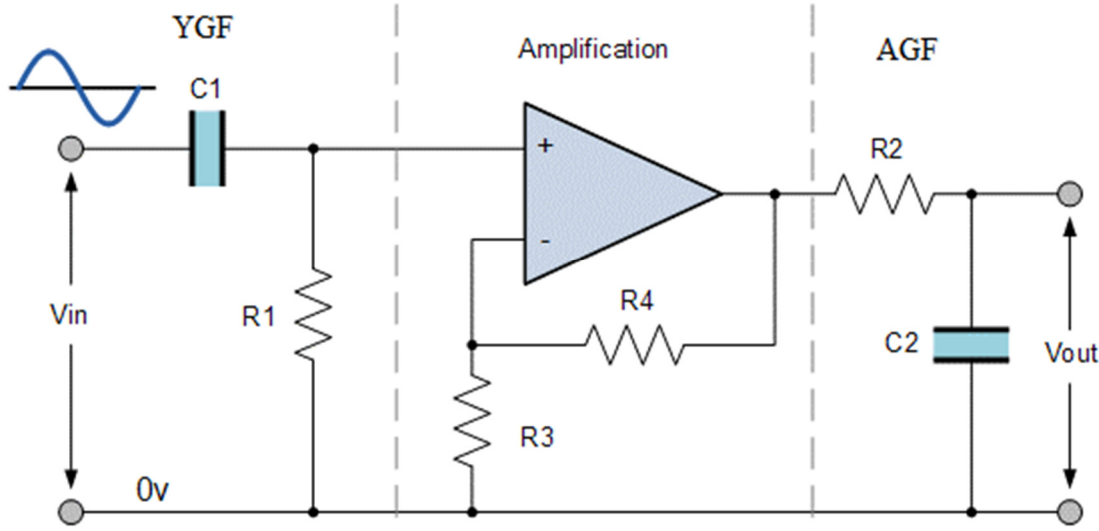 YGF
Amplification
AGF
C1
R2
+
-
Vin
R1
R4
C2
Vout
R3
0v